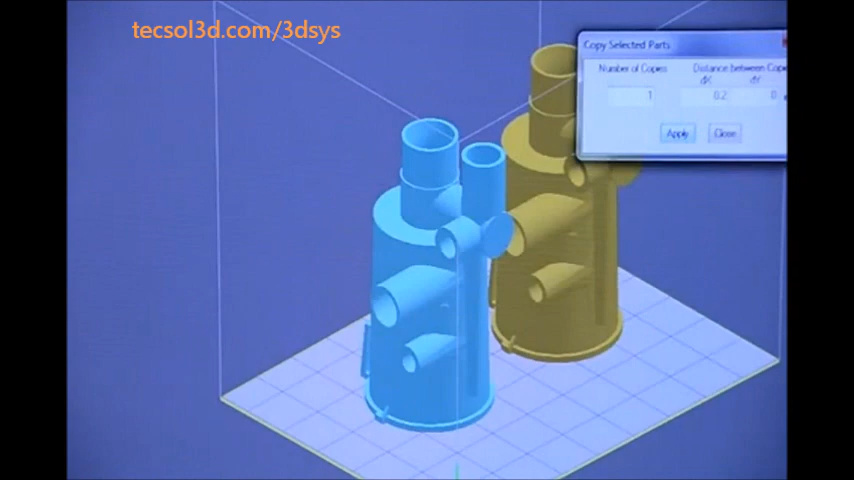 tecsol3d.com/3dsys
Copy Selected Parts
Number of Copies
Distance between Copi
dX
dY
1
0.2
0
Apply
Close